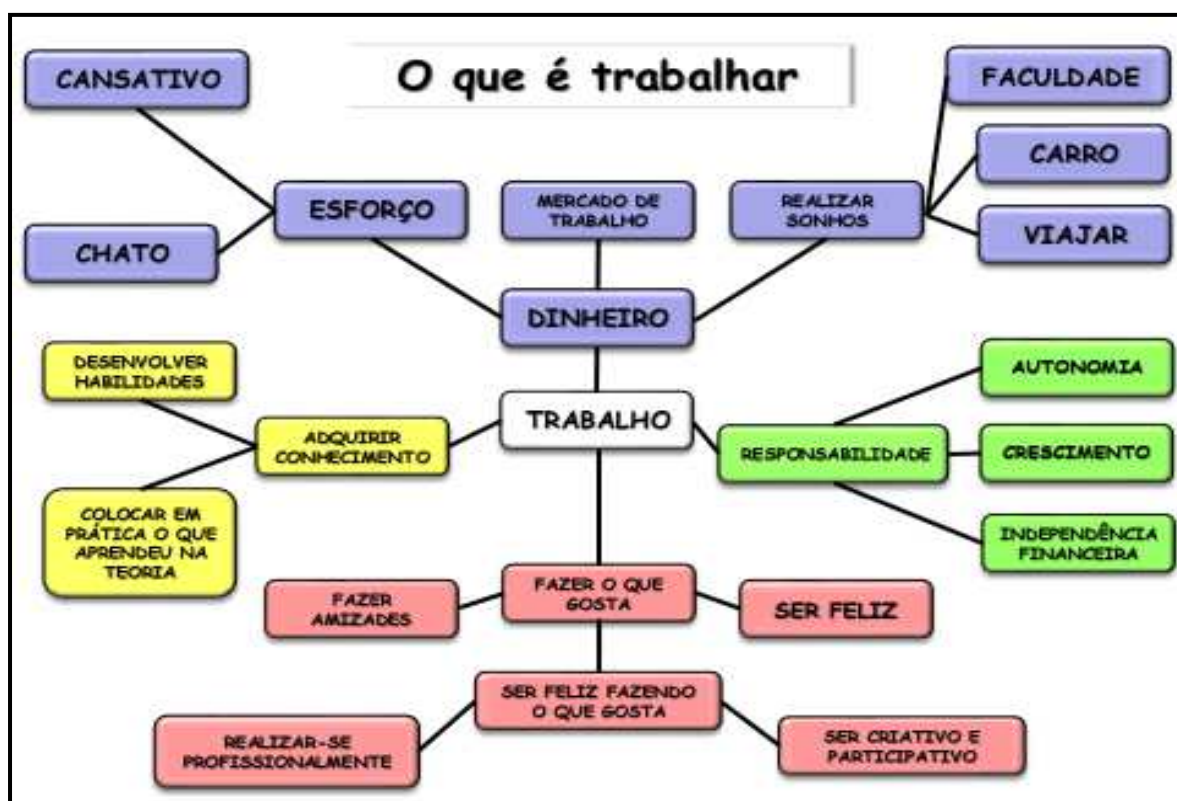 O que é trabalhar
CANSATIVO
FACULDADE
CARRO
ESFORÇO
MERCADO DE
TRABALHO
REALIZAR
SONHOS
CHATO
VIAJAR
DINHEIRO
DESENVOLVER
HABILIDADES
AUTONOMIA
TRABALHO
ADQUIRIR
CONHECIMENTO
RESPONSABILIDADE
CRESCIMENTO
COLOCAR EM
PRÁTICA O QUE
APRENDEU NA
TEORIA
INDEPENDÊNCIA
FINANCEIRA
FAZER O QUE
GOSTA
FAZER
AMIZADES
SER FELIZ
SER FELIZ FAZENDO
O QUE GOSTA
REALIZAR-SE
PROFISSIONALMENTE
SER CRIATIVO E
PARTICIPATIVO